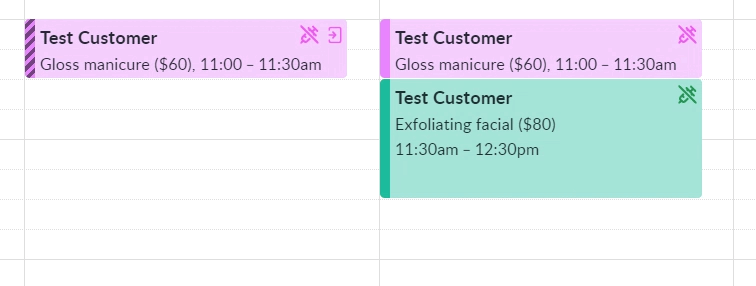 Test Customer
Gloss manicure ($60), 11:00 – 11:30am
Test Customer
Gloss manicure ($60), 11:00 – 11:30am
Test Customer
Exfoliating facial ($80)
11:30am – 12:30pm